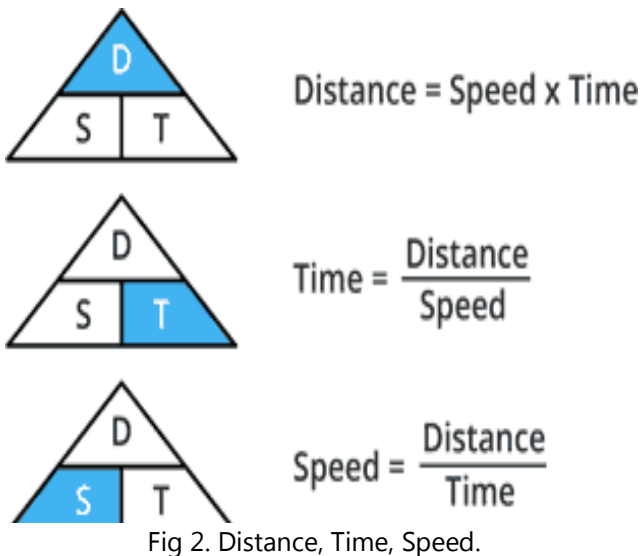 D
S T
Distance = Speed x Time
D
S T
Time = Distance
Speed
D
S T
Speed = Distance
Time
Fig 2. Distance, Time, Speed.